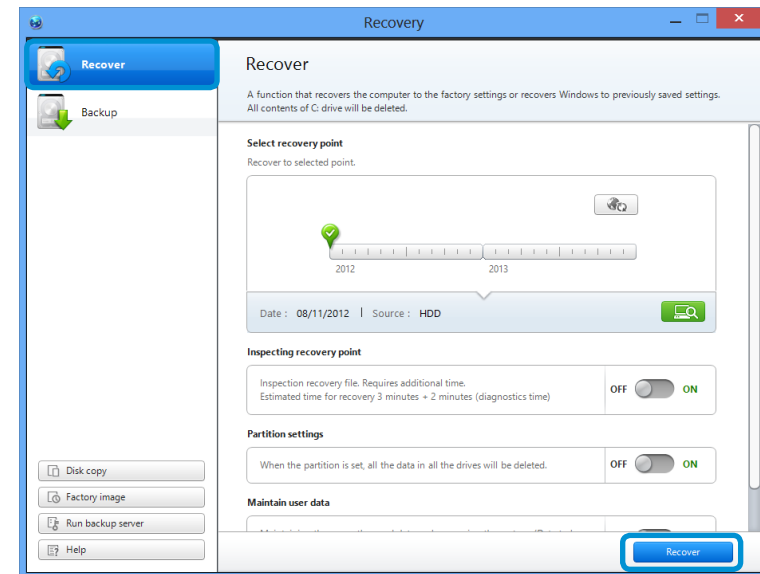 Recovery
Recover
Backup
Disk copy
Factory image
Run backup server
Help
Recover
A function that recovers the computer to the factory settings or recovers Windows to previously saved settings.
All contents of C: drive will be deleted.
Select recovery point
Recover to selected point.
2012 2013
Date : 08/11/2012 | Source : HDD
Inspecting recovery point
Inspection recovery file. Requires additional time.
Estimated time for recovery 3 minutes + 2 minutes (diagnostics time)
OFF ON
Partition settings
When the partition is set, all the data in all the drives will be deleted.
OFF ON
Maintain user data
Recover